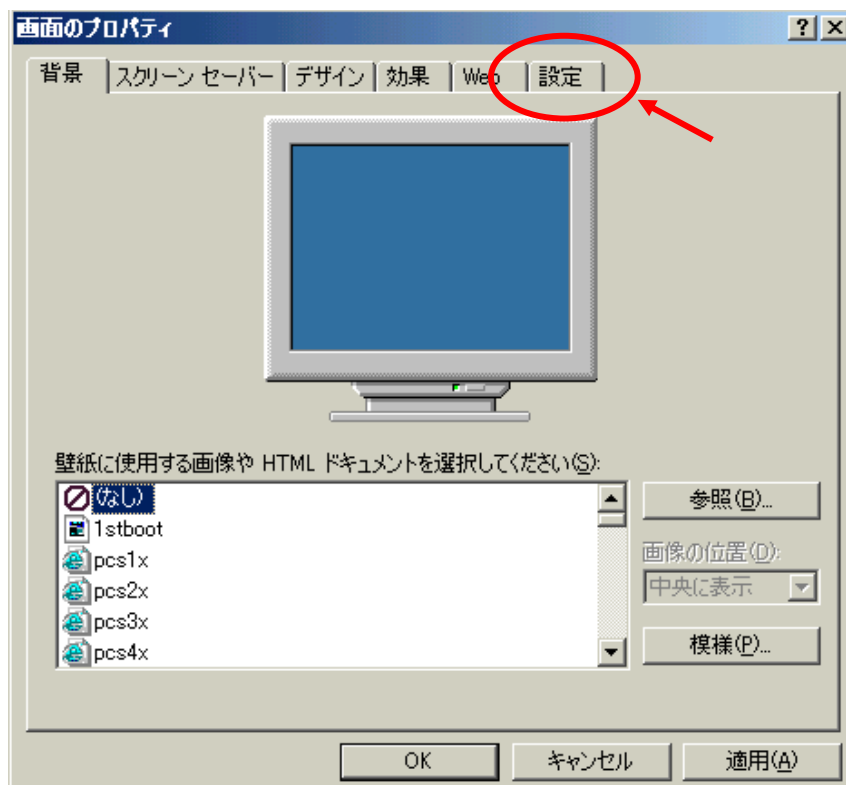 画面のプロパティ
背景 スクリーン セーバー デザイン 効果 Web 設定
壁紙に使用する画像や HTML ドキュメントを選択してください(S):
(なし)
1stboot
pcs1x
pcs2x
pcs3x
pcs4x
参照(B)...
画像の位置(D):
中央に表示
模様(P)...
OK キャンセル 適用(A)